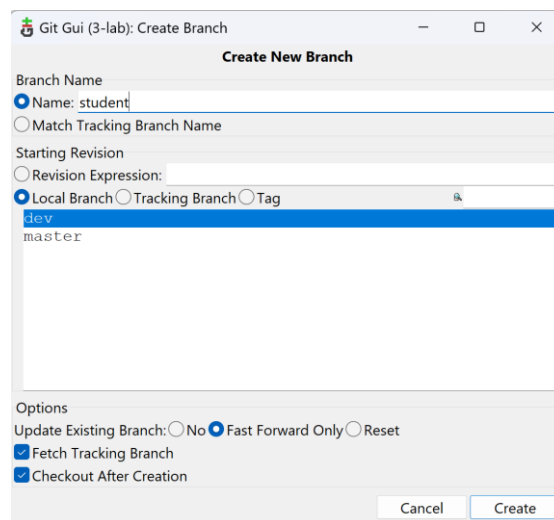 Git Gui (3-lab): Create Branch
Create New Branch
Branch Name
Name: student
Match Tracking Branch Name
Starting Revision
Revision Expression:
Local Branch Tracking Branch Tag
dev
master
Options
Update Existing Branch: No Fast Forward Only Reset
Fetch Tracking Branch
Checkout After Creation
Cancel Create